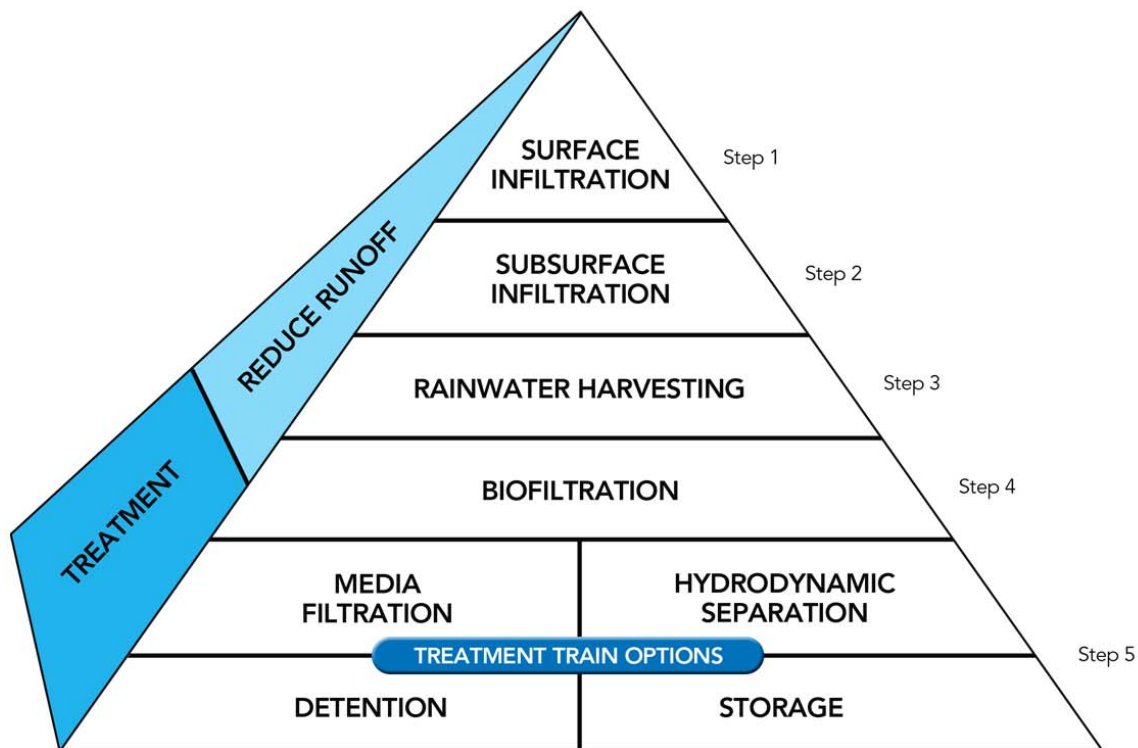 SURFACE
INFILTRATION
Step 1
SUBSURFACE
INFILTRATION
Step 2
REDUCE RUNOFF
RAINWATER HARVESTING
Step 3
BIOFILTRATION
Step 4
TREATMENT
MEDIA
FILTRATION
HYDRODYNAMIC
SEPARATION
TREATMENT TRAIN OPTIONS
Step 5
DETENTION
STORAGE